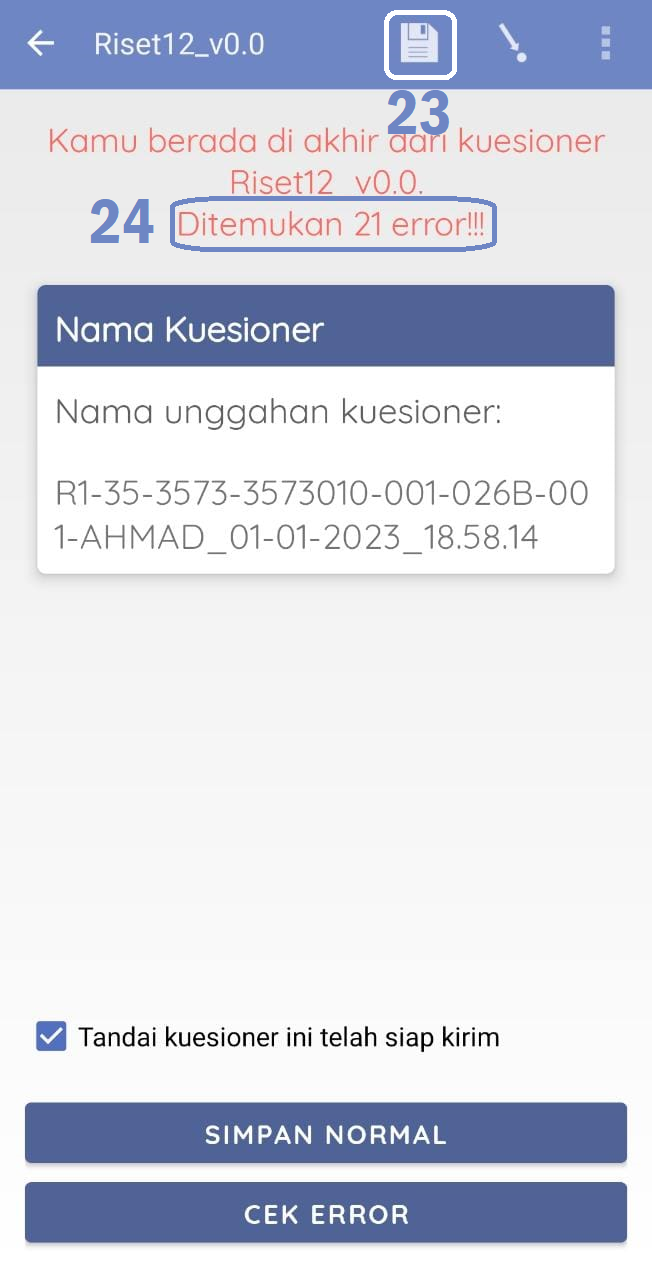 Riset12_v0.0
23
Kamu berada di akhir dari kuesioner
Riset12_v0.0.
24
Ditemukan 21 error!!!
Nama Kuesioner
Nama unggahan kuesioner:
R1-35-3573-3573010-001-026B-00
1-AHMAD_01-01-2023_18.58.14
Tandai kuesioner ini telah siap kirim
SIMPAN NORMAL
CEK ERROR